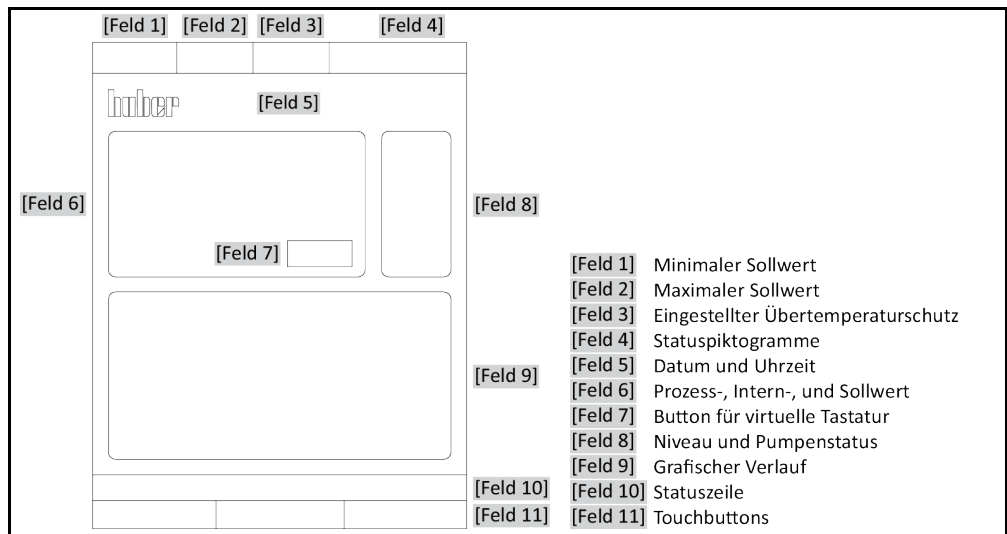 [Feld 1] [Feld 2] [Feld 3] [Feld 4]
huber [Feld 5]
[Feld 6]
[Feld 8]
[Feld 7]
[Feld 9]
[Feld 10]
[Feld 11]
[Feld 1] Minimaler Sollwert
[Feld 2] Maximaler Sollwert
[Feld 3] Eingestellter Übertemperaturschutz
[Feld 4] Statuspiktogramme
[Feld 5] Datum und Uhrzeit
[Feld 6] Prozess-, Intern-, und Sollwert
[Feld 7] Button für virtuelle Tastatur
[Feld 8] Niveau und Pumpenstatus
[Feld 9] Grafischer Verlauf
[Feld 10] Statuszeile
[Feld 11] Touchbuttons